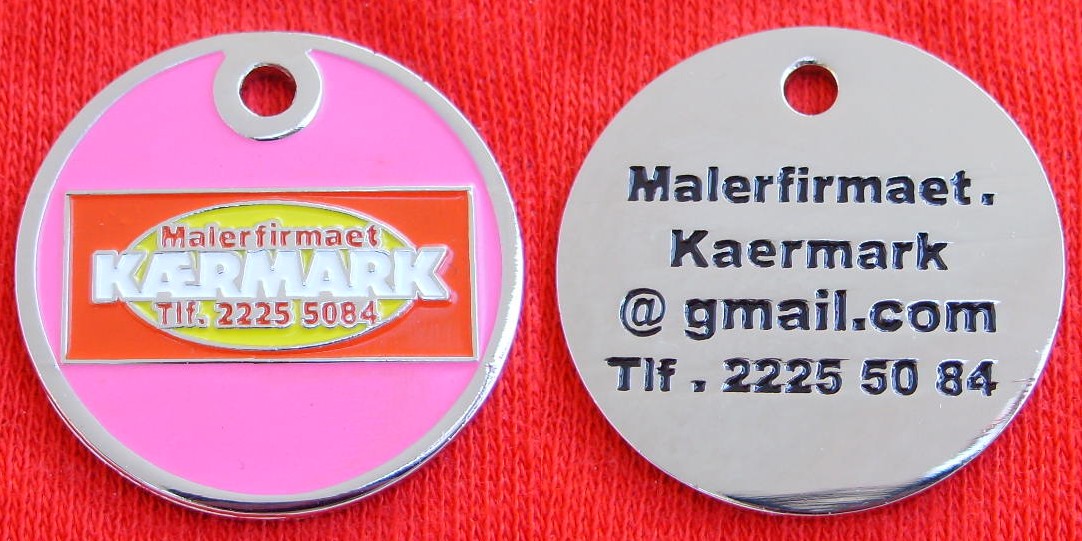 Malerfirmaet
KÆRMARK
Tlf. 2225 5084
Malerfirmaet.
Kaermark
@ gmail.com
Tlf . 2225 50 84